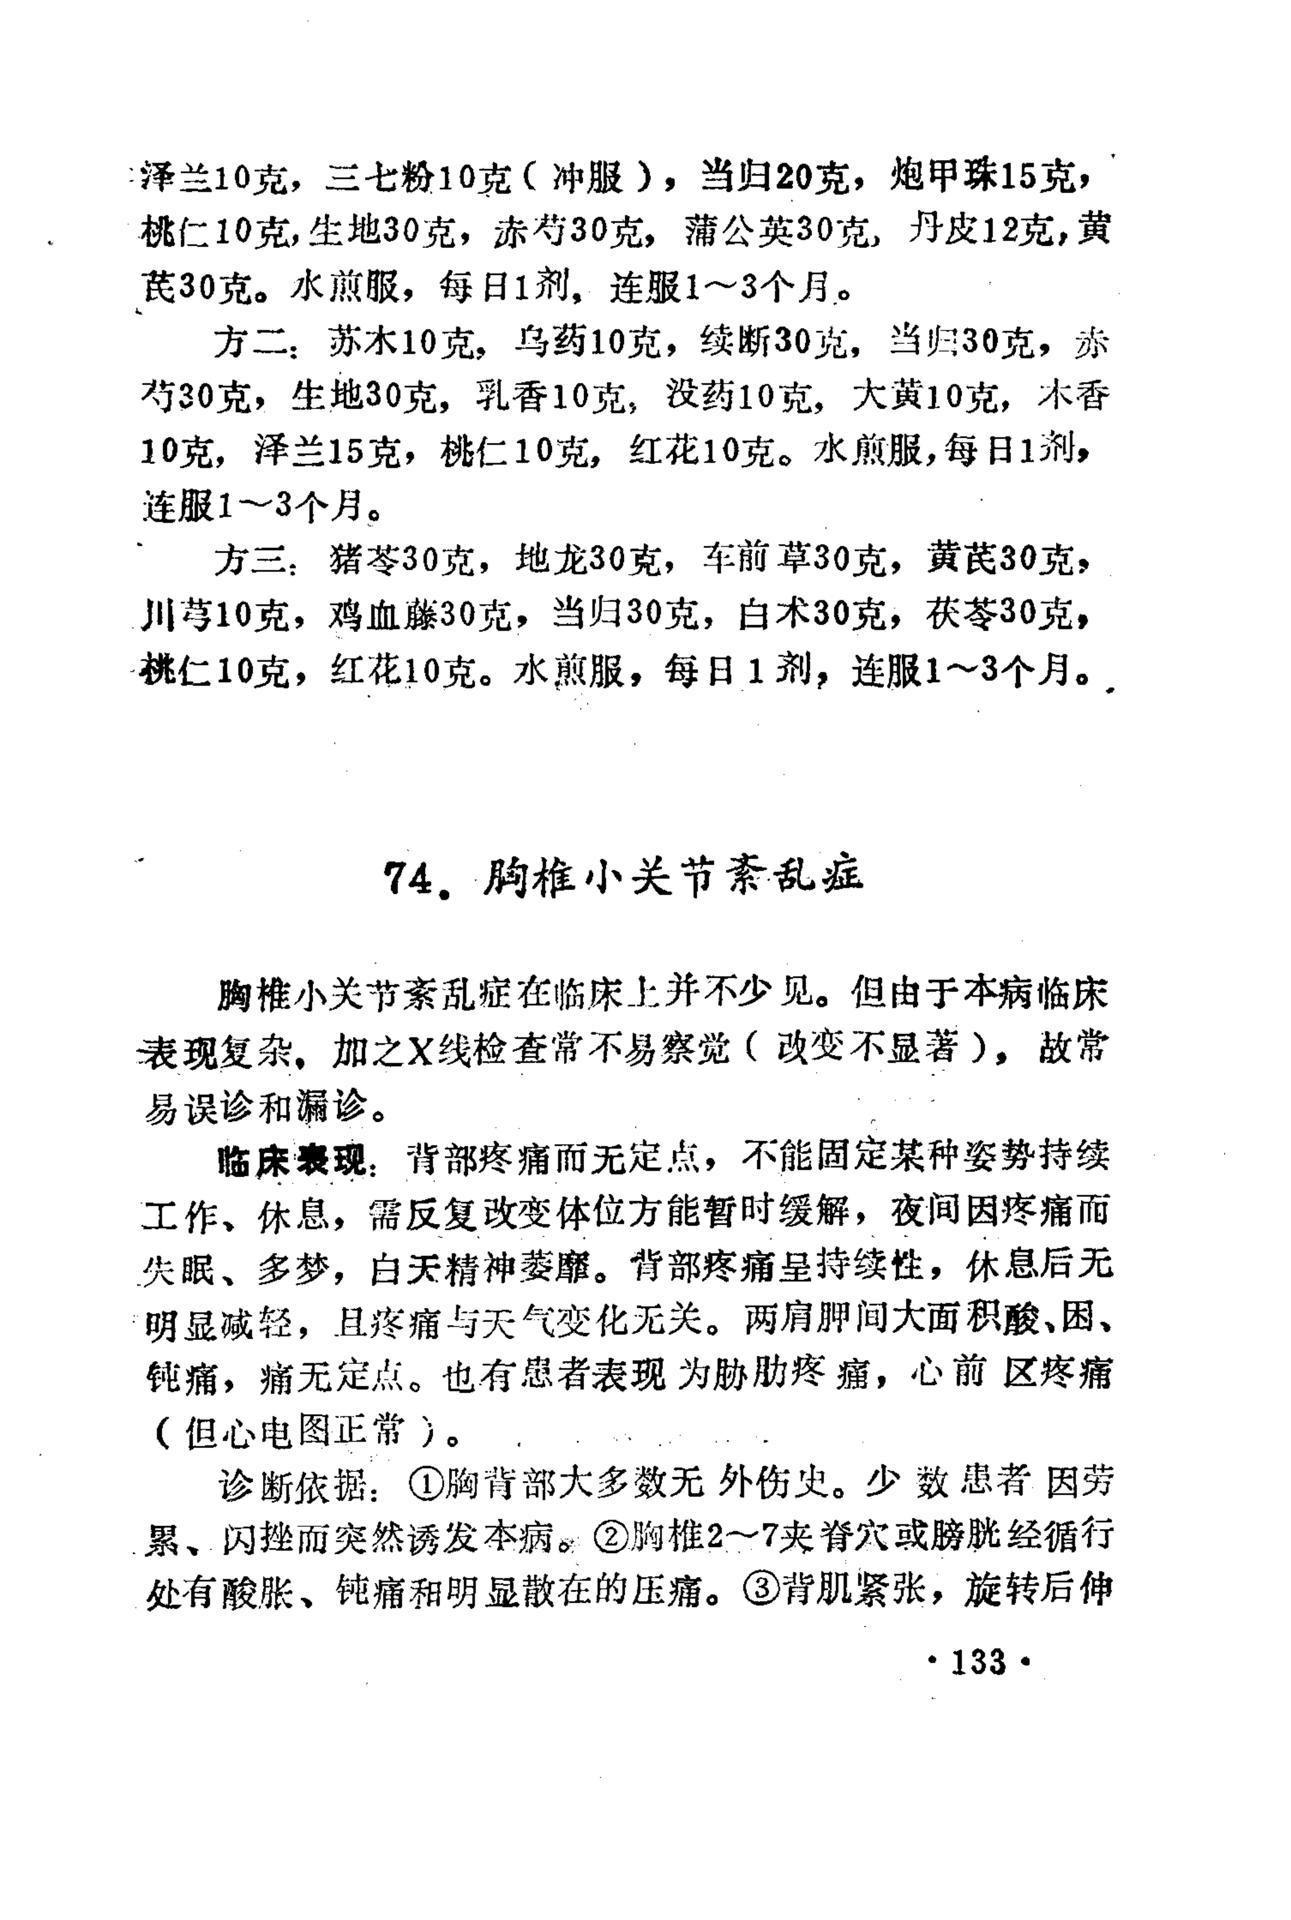 泽兰10克，三七粉10克（冲服），当归20克，炮甲珠15克，
桃仁10克，生地30克，赤芍30克，蒲公英30克，丹皮12克，黄
芪30克。水煎服，每日1剂，连服1～3个月。
方二：苏木10克，乌药10克，续断30克，当归30克，赤
芍30克，生地30克，乳香10克，没药10克，大黄10克，木香
10克，泽兰15克，桃仁10克，红花10克。水煎服，每日1剂，
连服1～3个月。
方三：猪苓30克，地龙30克，车前草30克，黄芪30克，
川芎10克，鸡血藤30克，当归30克，白术30克，茯苓30克，
桃仁10克，红花10克。水煎服，每日1剂，连服1～3个月。
74．胸椎小关节紊乱症
胸椎小关节紊乱症在临床上并不少见。但由于本病临床
表现复杂，加之X线检查常不易察觉（改变不显著），故常
易误诊和漏诊。
临床表现：背部疼痛而无定点，不能固定某种姿势持续
工作、休息，需反复改变体位方能暂时缓解，夜间因疼痛而
失眠、多梦，白天精神萎靡。背部疼痛呈持续性，休息后无
明显减轻，且疼痛与天气变化无关。两肩胛间大面积酸、困、
钝痛，痛无定点。也有患者表现为胁肋疼痛，心前区疼痛
（但心电图正常）。
诊断依据：①胸背部大多数无外伤史。少数患者因劳
累、闪挫而突然诱发本病。②胸椎2～7夹脊穴或膀胱经循行
处有酸胀、钝痛和明显散在的压痛。③背肌紧张，旋转后伸
·133·